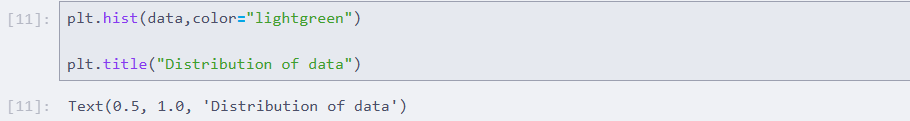 [11]: plt.hist(data,color="lightgreen")
plt.title("Distribution of data")
[11]: Text(0.5, 1.0, 'Distribution of data')